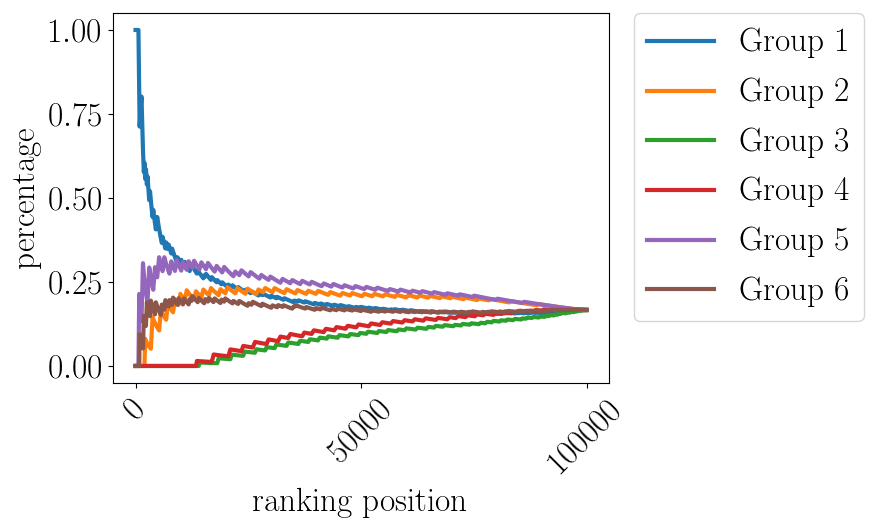 1.00
0.75
0.50
0.25
0.00
percentage
0
50000
100000
ranking position
Group 1
Group 2
Group 3
Group 4
Group 5
Group 6